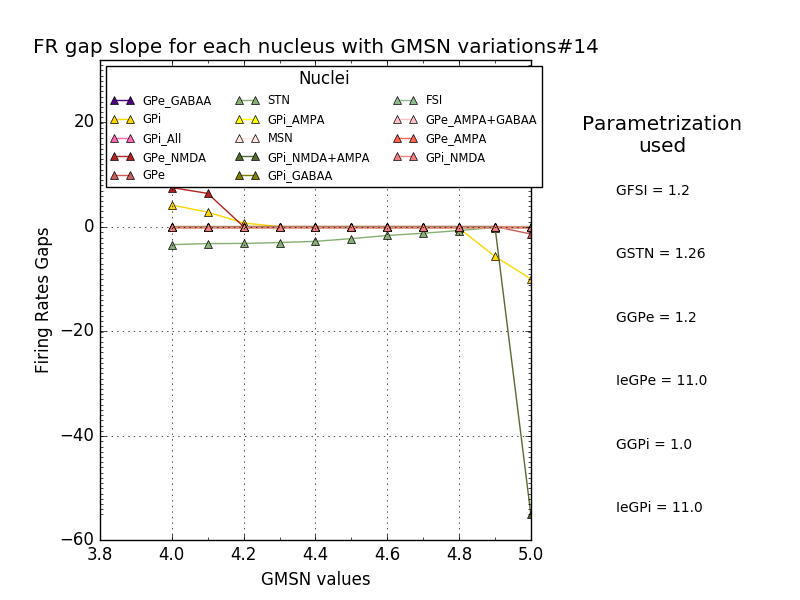 FR gap slope for each nucleus with GMSN variations#14
Nuclei
GPe_GABAA STN FSI
GPi GPi_AMPA GPe_AMPA+GABAA
GPi_All MSN GPe_AMPA
GPe_NMDA GPi_NMDA+AMPA GPi_NMDA
GPe GPi_GABAA
20
0
−20
−40
−60
Firing Rates Gaps
3.8 4.0 4.2 4.4 4.6 4.8 5.0
GMSN values
Parametrization
used
GFSI = 1.2
GSTN = 1.26
GGPe = 1.2
IeGPe = 11.0
GGPi = 1.0
IeGPi = 11.0